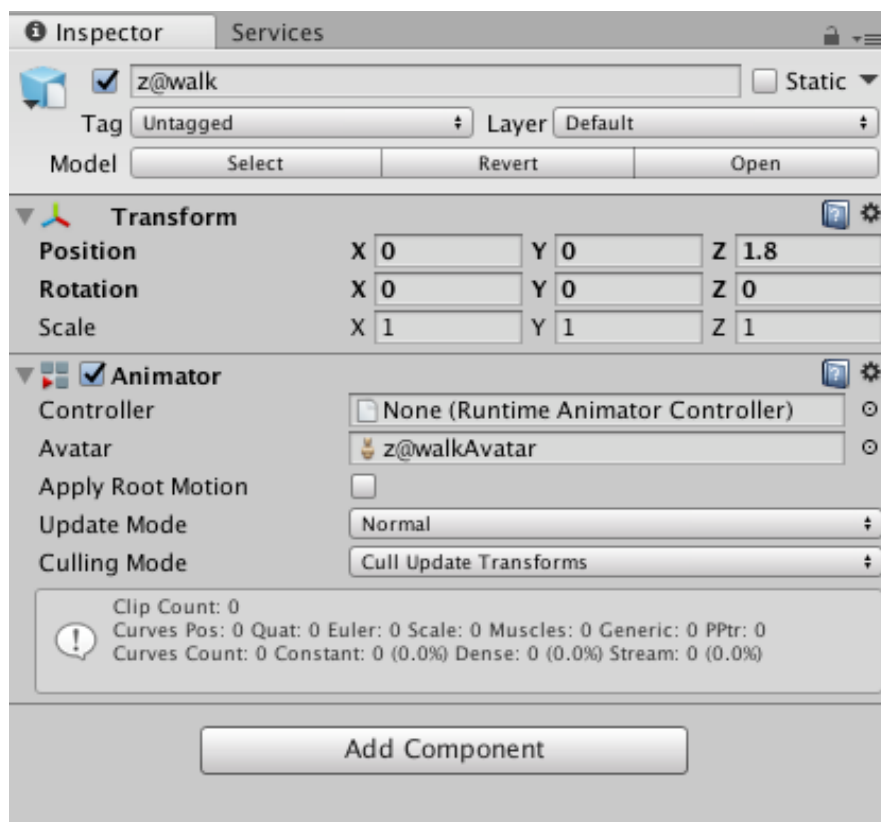 Inspector Services
z@walk Static
Tag Untagged Layer Default
Model Select Revert Open
Transform
Position X 0 Y 0 Z 1.8
Rotation X 0 Y 0 Z 0
Scale X 1 Y 1 Z 1
Animator
Controller None (Runtime Animator Controller)
Avatar z@walkAvatar
Apply Root Motion
Update Mode Normal
Culling Mode Cull Update Transforms
Clip Count: 0
Curves Pos: 0 Quat: 0 Euler: 0 Scale: 0 Muscles: 0 Generic: 0 PPtr: 0
Curves Count: 0 Constant: 0 (0.0%) Dense: 0 (0.0%) Stream: 0 (0.0%)
Add Component